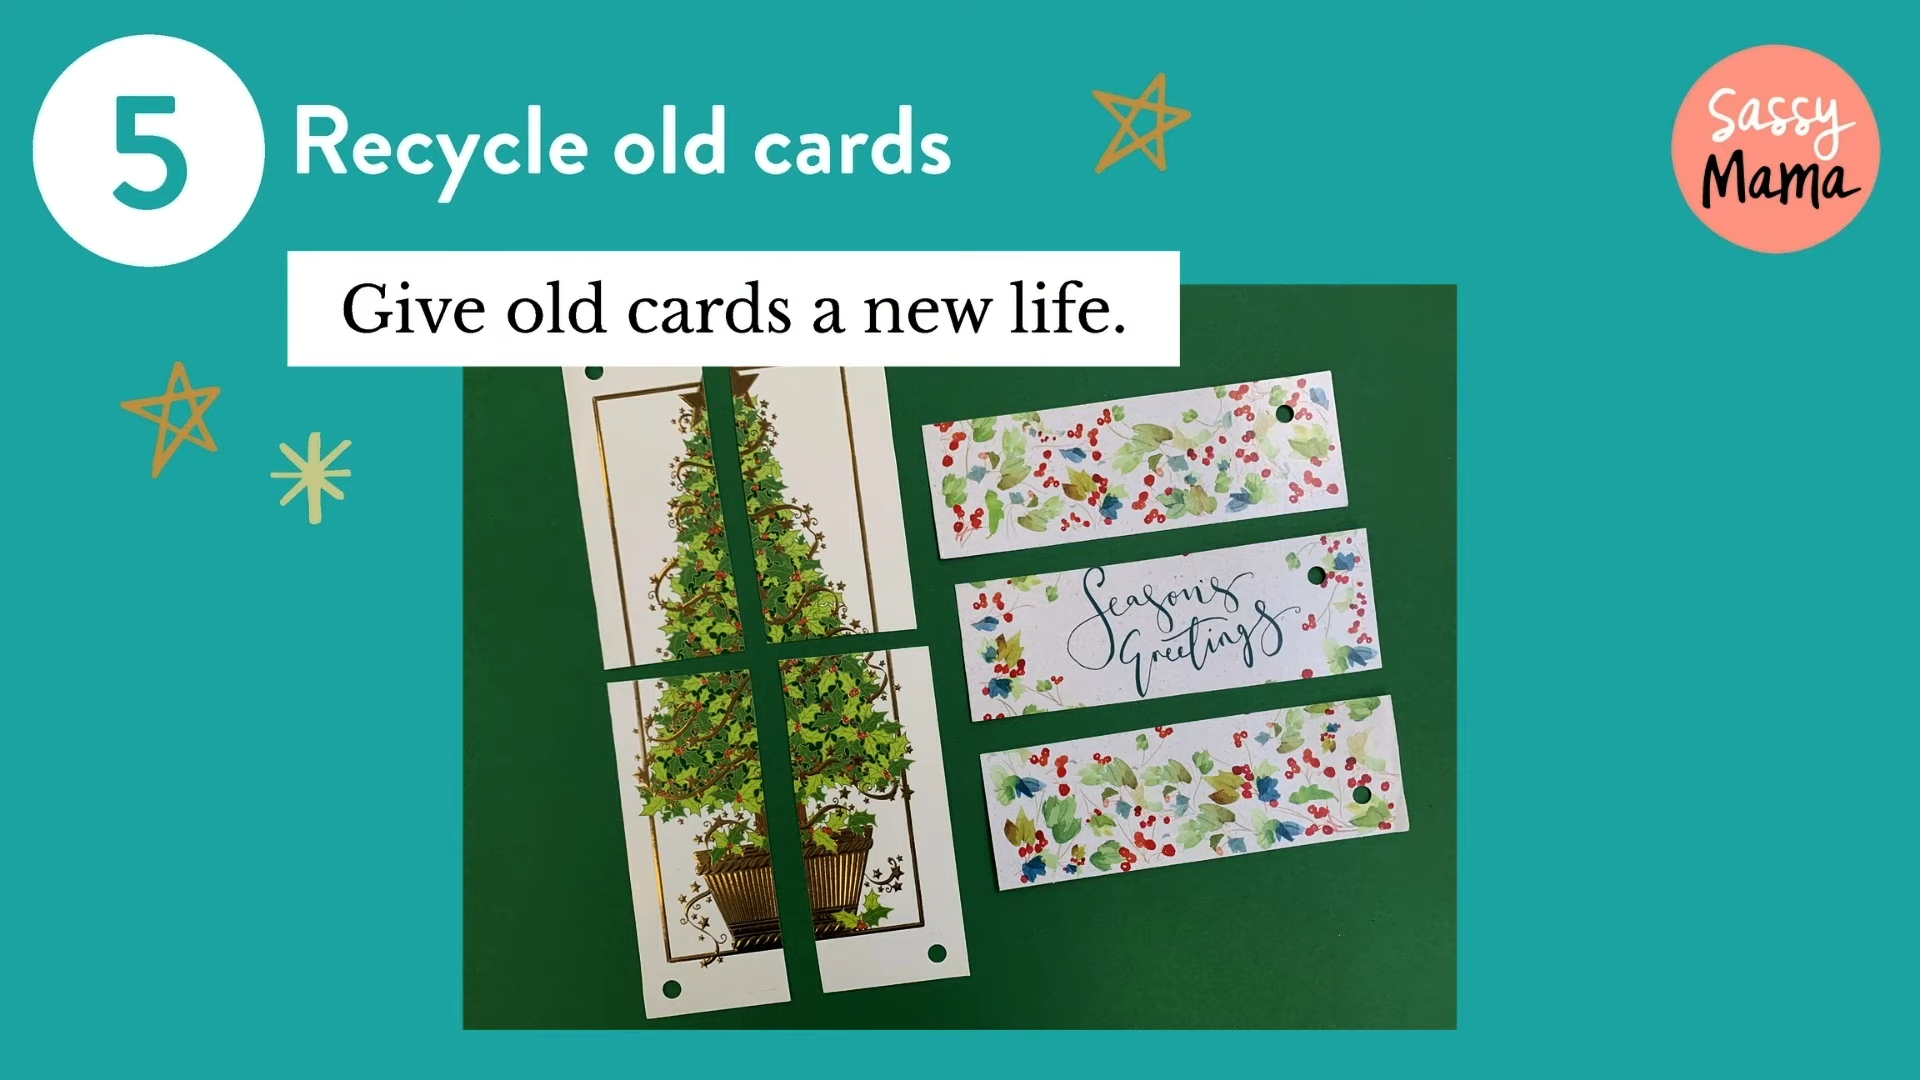 5
Recycle old cards
Sassy
Mama
Give old cards a new life.
Season's
Greetings